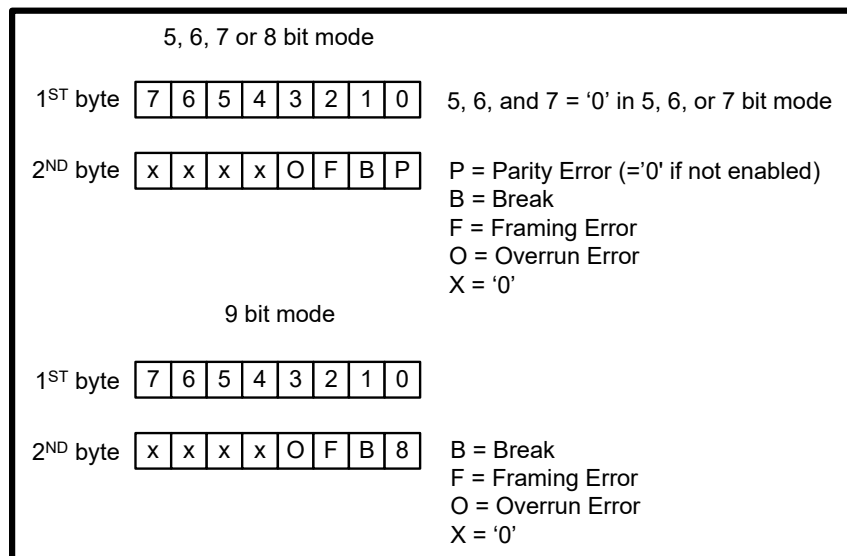 5, 6, 7 or 8 bit mode
1ST byte 7 6 5 4 3 2 1 0 5, 6, and 7 = ‘0’ in 5, 6, or 7 bit mode
2ND byte x x x x O F B P P = Parity Error (=’0' if not enabled)
B = Break
F = Framing Error
O = Overrun Error
X = ‘0’
9 bit mode
1ST byte 7 6 5 4 3 2 1 0
2ND byte x x x x O F B 8 B = Break
F = Framing Error
O = Overrun Error
X = ‘0’